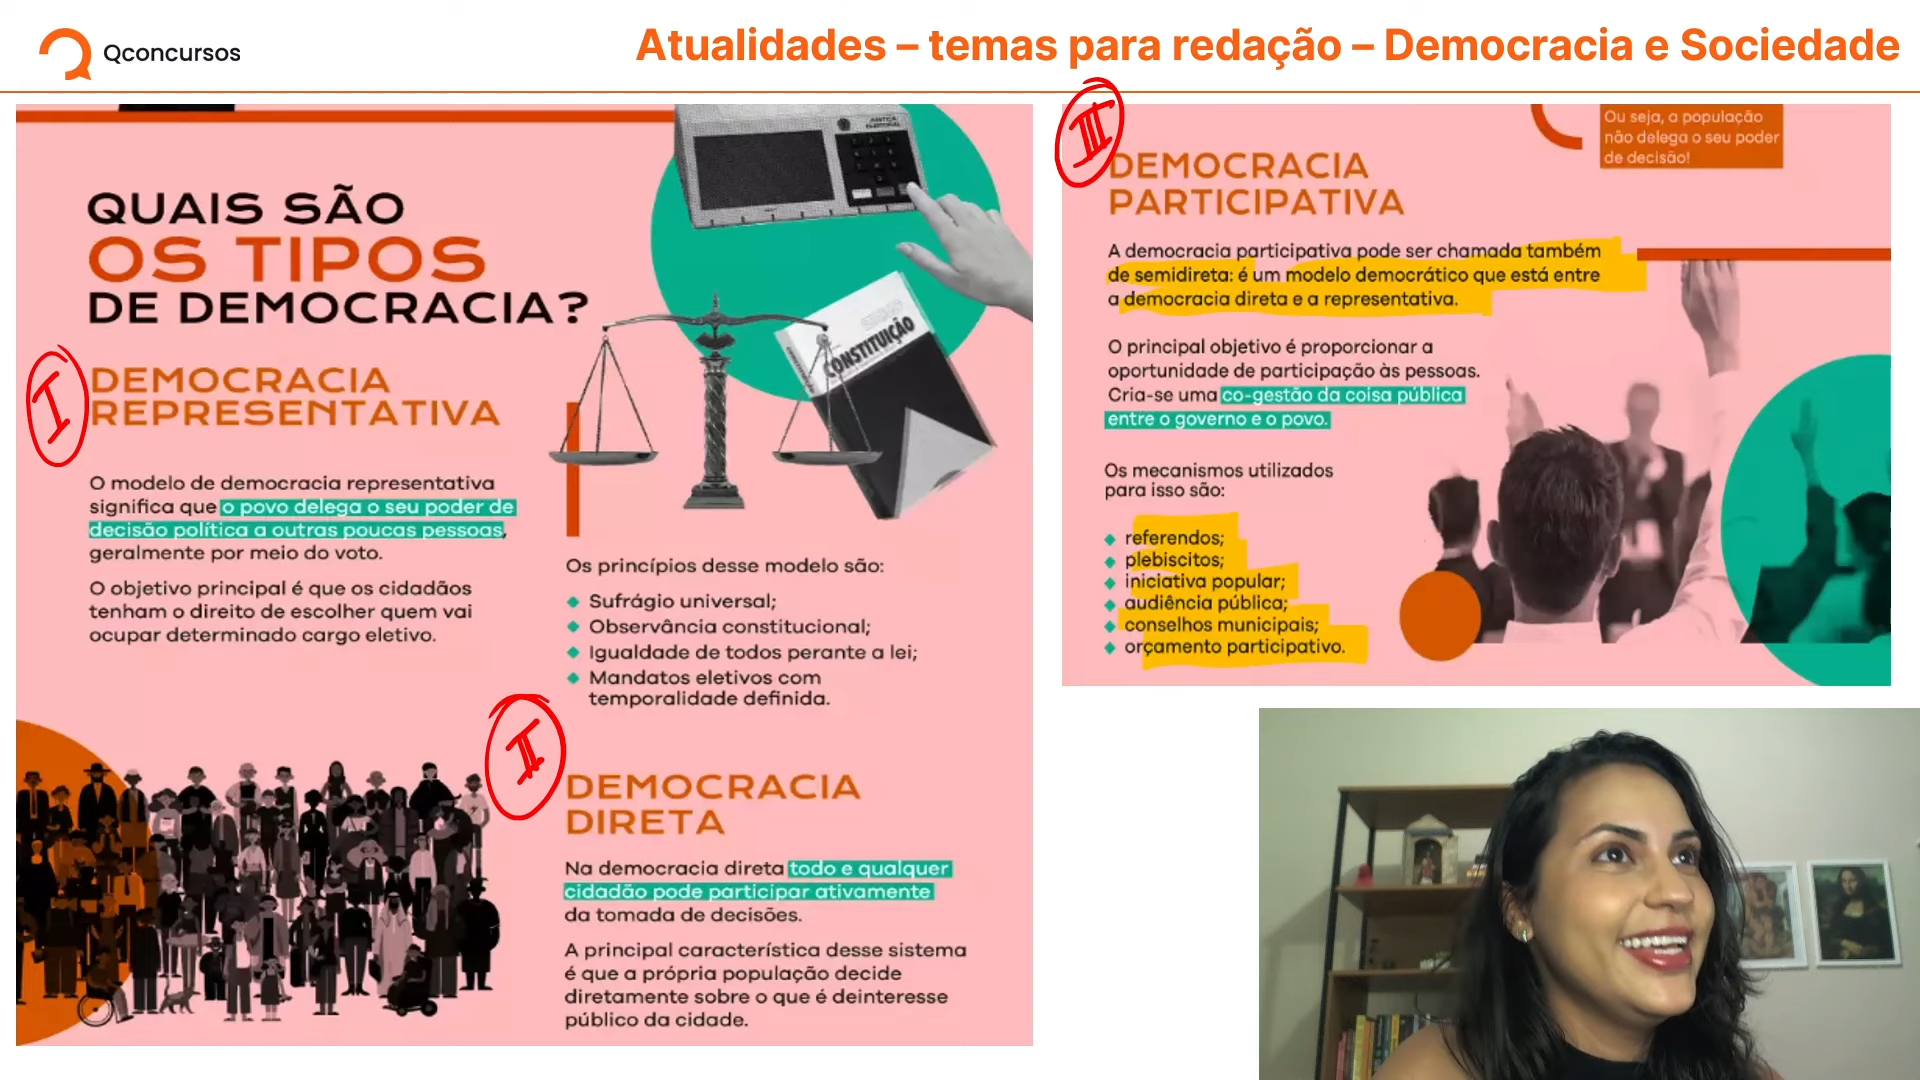 Qconcursos
Atualidades – temas para redação – Democracia e Sociedade
QUAIS SÃO
OS TIPOS
DE DEMOCRACIA?
JUSTIÇA
ELEITORAL
CONSTITUIÇÃO
I
DEMOCRACIA
REPRESENTATIVA
O modelo de democracia representativa
significa que o povo delega o seu poder de
decisão política a outras poucas pessoas,
geralmente por meio do voto.
O objetivo principal é que os cidadãos
tenham o direito de escolher quem vai
ocupar determinado cargo eletivo.
Os princípios desse modelo são:
Sufrágio universal;
Observância constitucional;
Igualdade de todos perante a lei;
Mandatos eletivos com
temporalidade definida.
II
DEMOCRACIA
DIRETA
Na democracia direta todo e qualquer
cidadão pode participar ativamente
da tomada de decisões.
A principal característica desse sistema
é que a própria população decide
diretamente sobre o que é deinteresse
público da cidade.
Ou seja, a população
não delega o seu poder
de decisão!
III
DEMOCRACIA
PARTICIPATIVA
A democracia participativa pode ser chamada também
de semidireta: é um modelo democrático que está entre
a democracia direta e a representativa.
O principal objetivo é proporcionar a
oportunidade de participação às pessoas.
Cria-se uma co-gestão da coisa pública
entre o governo e o povo.
Os mecanismos utilizados
para isso são:
referendos;
plebiscitos;
iniciativa popular;
audiência pública;
conselhos municipais;
orçamento participativo.